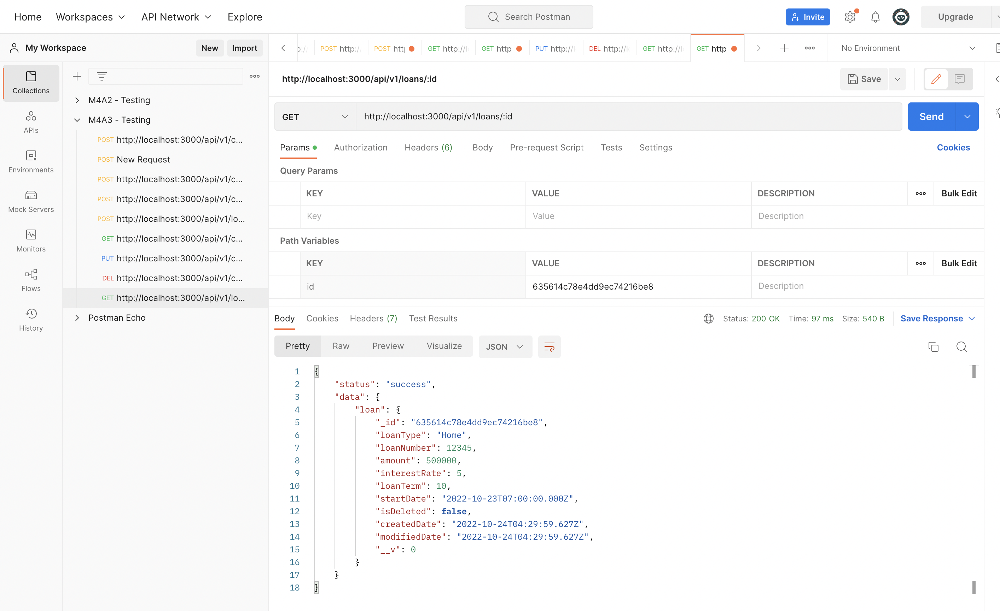 Home Workspaces API Network Explore Search Postman Invite Upgrade
My Workspace New Import
POST http:/ POST htt GET http://l GET http PUT http://l DEL http://l GET http://l GET http No Environment
Collections
APIs
Environments
Mock Servers
Monitors
Flows
History
M4A2 - Testing
M4A3 - Testing
POST http://localhost:3000/api/v1/c...
POST New Request
POST http://localhost:3000/api/v1/c...
POST http://localhost:3000/api/v1/c...
POST http://localhost:3000/api/v1/lo...
GET http://localhost:3000/api/v1/c...
PUT http://localhost:3000/api/v1/c...
DEL http://localhost:3000/api/v1/c...
GET http://localhost:3000/api/v1/lo...
Postman Echo
http://localhost:3000/api/v1/loans/:id Save
GET http://localhost:3000/api/v1/loans/:id Send
Params Authorization Headers (6) Body Pre-request Script Tests Settings Cookies
Query Params
KEY VALUE DESCRIPTION Bulk Edit
Key Value Description
Path Variables
KEY VALUE DESCRIPTION Bulk Edit
id 635614c78e4dd9ec74216be8 Description
Body Cookies Headers (7) Test Results Status: 200 OK Time: 97 ms Size: 540 B Save Response
Pretty Raw Preview Visualize JSON
1 {
2 "status": "success",
3 "data": {
4 "loan": {
5 "_id": "635614c78e4dd9ec74216be8",
6 "loanType": "Home",
7 "loanNumber": 12345,
8 "amount": 500000,
9 "interestRate": 5,
10 "loanTerm": 10,
11 "startDate": "2022-10-23T07:00:00.000Z",
12 "isDeleted": false,
13 "createdDate": "2022-10-24T04:29:59.627Z",
14 "modifiedDate": "2022-10-24T04:29:59.627Z",
15 "__v": 0
16 }
17 }
18 }